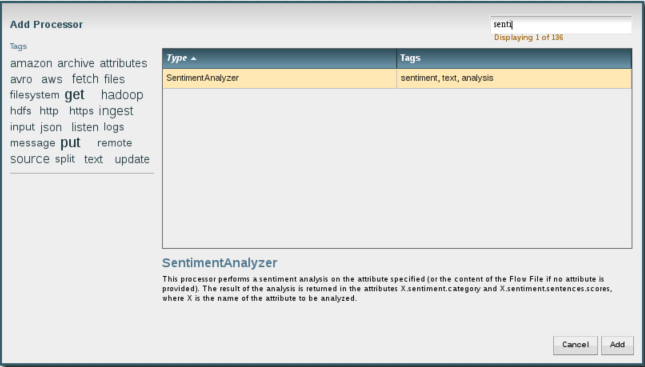 Add Processor
senti
Displaying 1 of 136
Tags
amazon archive attributes
avro aws fetch files
filesystem get hadoop
hdfs http https ingest
input json listen logs
message put remote
source split text update
Type Tags
SentimentAnalyzer sentiment, text, analysis
SentimentAnalyzer
This processor performs a sentiment analysis on the attribute specified (or the content of the Flow File if no attribute is
provided). The result of the analysis is returned in the attributes X.sentiment.category and X.sentiment.sentences.scores,
where X is the name of the attribute to be analyzed.
Cancel Add